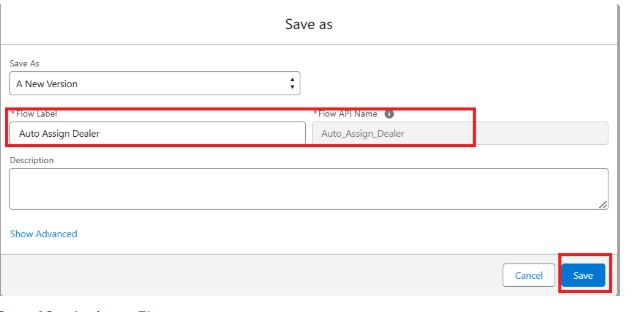 Save as
Save As
A New Version
* Flow Label
* Flow API Name
Auto Assign Dealer
Auto_Assign_Dealer
Description
Show Advanced
Cancel
Save